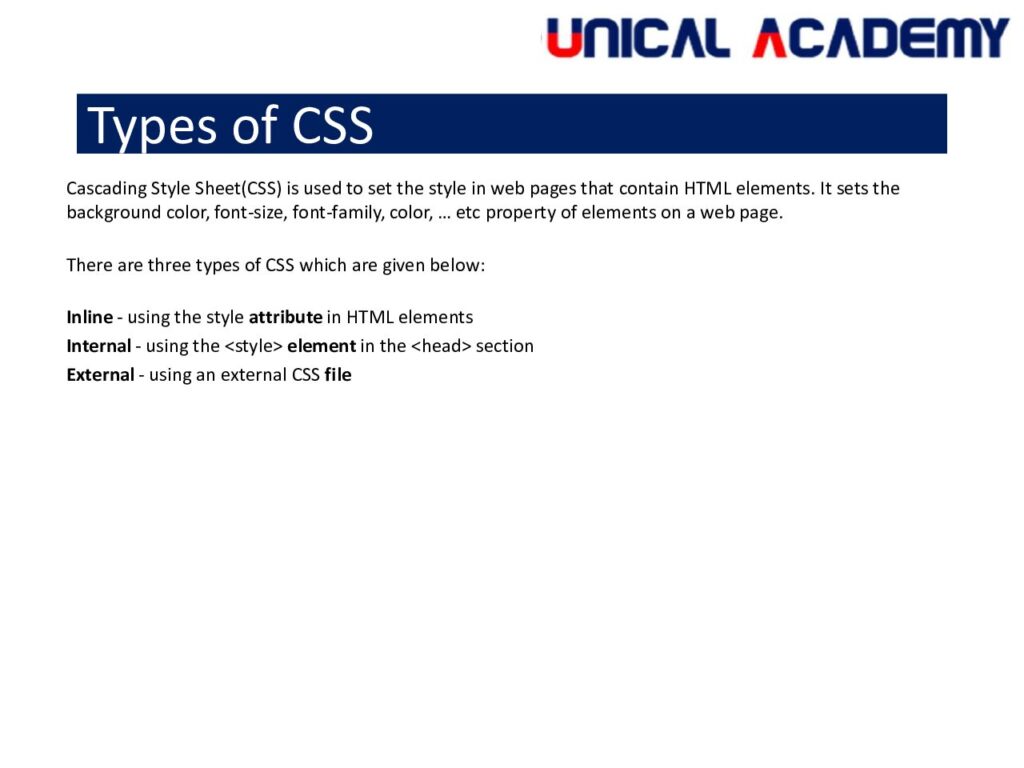 UNICAL ACADEMY
Types of CSS
Cascading Style Sheet(CSS) is used to set the style in web pages that contain HTML elements. It sets the
background color, font-size, font-family, color, ... etc property of elements on a web page.
There are three types of CSS which are given below:
Inline - using the style attribute in HTML elements
Internal - using the <style> element in the <head> section
External - using an external CSS file